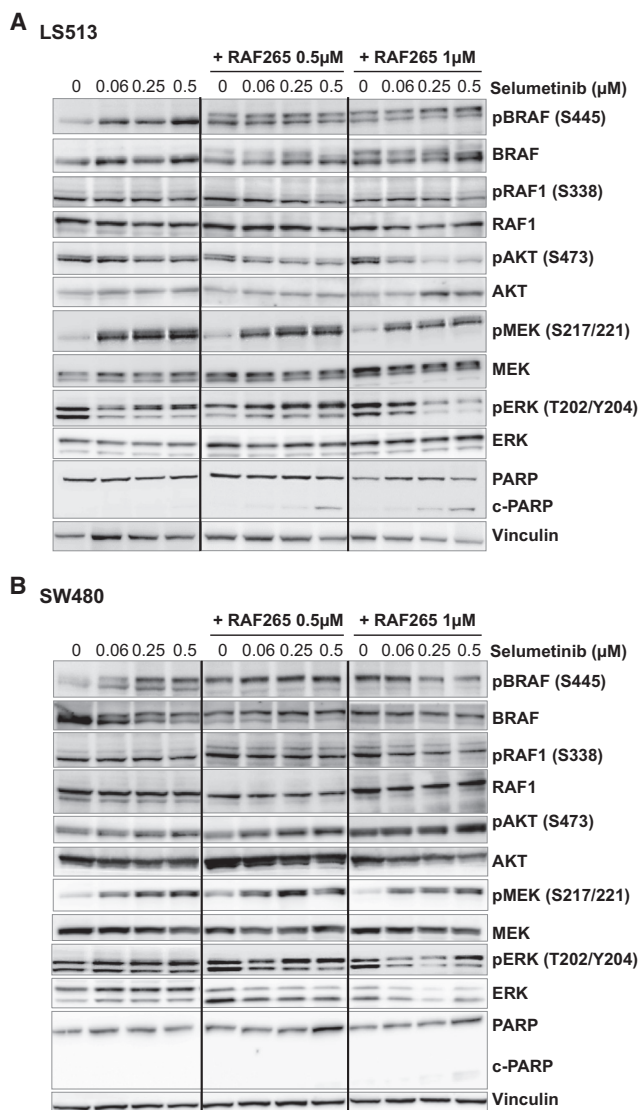 A LS513
+ RAF265 0.5µM + RAF265 1µM
0 0.06 0.25 0.5 0 0.06 0.25 0.5 0 0.06 0.25 0.5 Selumetinib (µM)
pBRAF (S445)
BRAF
pRAF1 (S338)
RAF1
pAKT (S473)
AKT
pMEK (S217/221)
MEK
pERK (T202/Y204)
ERK
PARP
c-PARP
Vinculin
B SW480
+ RAF265 0.5µM + RAF265 1µM
0 0.06 0.25 0.5 0 0.06 0.25 0.5 0 0.06 0.25 0.5 Selumetinib (µM)
pBRAF (S445)
BRAF
pRAF1 (S338)
RAF1
pAKT (S473)
AKT
pMEK (S217/221)
MEK
pERK (T202/Y204)
ERK
PARP
c-PARP
Vinculin